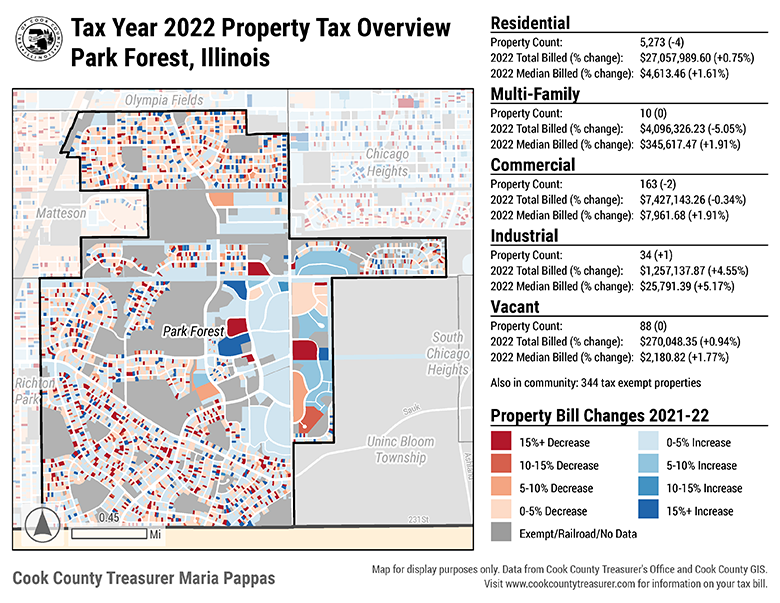 Tax Year 2022 Property Tax Overview
Park Forest, Illinois
Olympia Fields
Chicago
Heights
Matteson
Park Forest
South
Chicago
Heights
Richton
Park
Sauk
Uninc Bloom
Township
Ashland
231St
0.45
Mi
Residential
Property Count: 5,273 (-4)
2022 Total Billed (% change): $27,057,989.60 (+0.75%)
2022 Median Billed (% change): $4,613.46 (+1.61%)
Multi-Family
Property Count: 10 (0)
2022 Total Billed (% change): $4,096,326.23 (-5.05%)
2022 Median Billed (% change): $345,617.47 (+1.91%)
Commercial
Property Count: 163 (-2)
2022 Total Billed (% change): $7,427,143.26 (-0.34%)
2022 Median Billed (% change): $7,961.68 (+1.91%)
Industrial
Property Count: 34 (+1)
2022 Total Billed (% change): $1,257,137.87 (+4.55%)
2022 Median Billed (% change): $25,791.39 (+5.17%)
Vacant
Property Count: 88 (0)
2022 Total Billed (% change): $270,048.35 (+0.94%)
2022 Median Billed (% change): $2,180.82 (+1.77%)
Also in community: 344 tax exempt properties
Property Bill Changes 2021-22
15%+ Decrease
0-5% Increase
10-15% Decrease
5-10% Increase
5-10% Decrease
10-15% Increase
0-5% Decrease
15%+ Increase
Exempt/Railroad/No Data
Cook County Treasurer Maria Pappas
Map for display purposes only. Data from Cook County Treasurer's Office and Cook County GIS.
Visit www.cookcountytreasurer.com for information on your tax bill.